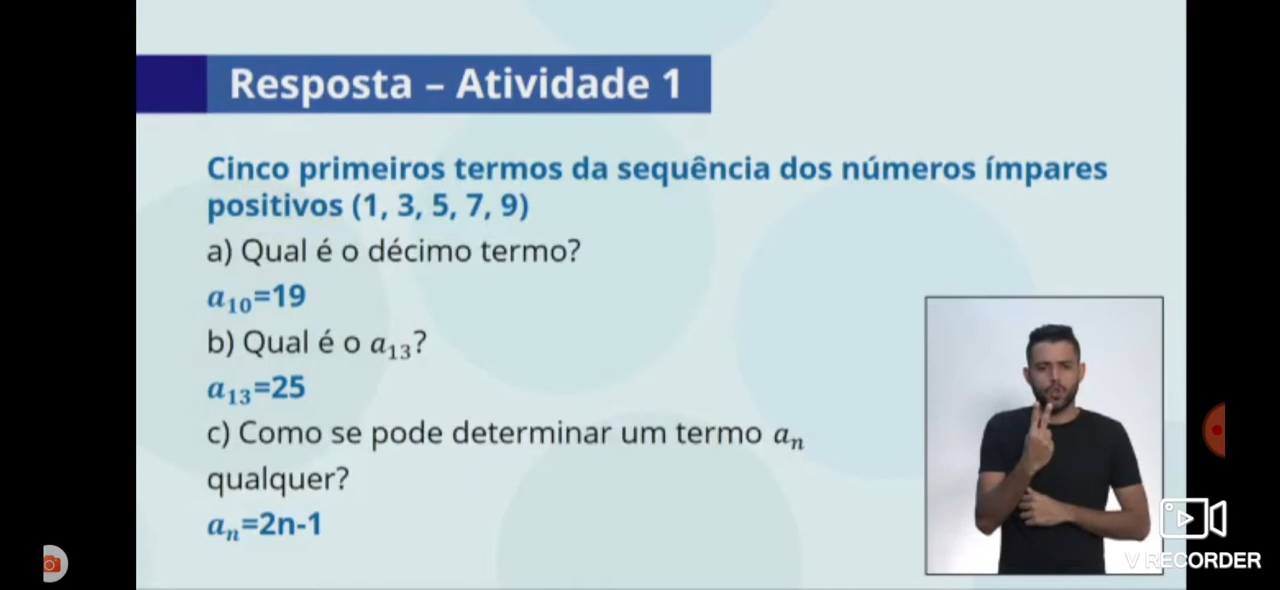 Resposta – Atividade 1
Cinco primeiros termos da sequência dos números ímpares
positivos (1, 3, 5, 7, 9)
a) Qual é o décimo termo?
a₁₀=19
b) Qual é o a₁₃?
a₁₃=25
c) Como se pode determinar um termo aₙ
qualquer?
aₙ=2n-1
V RECORDER